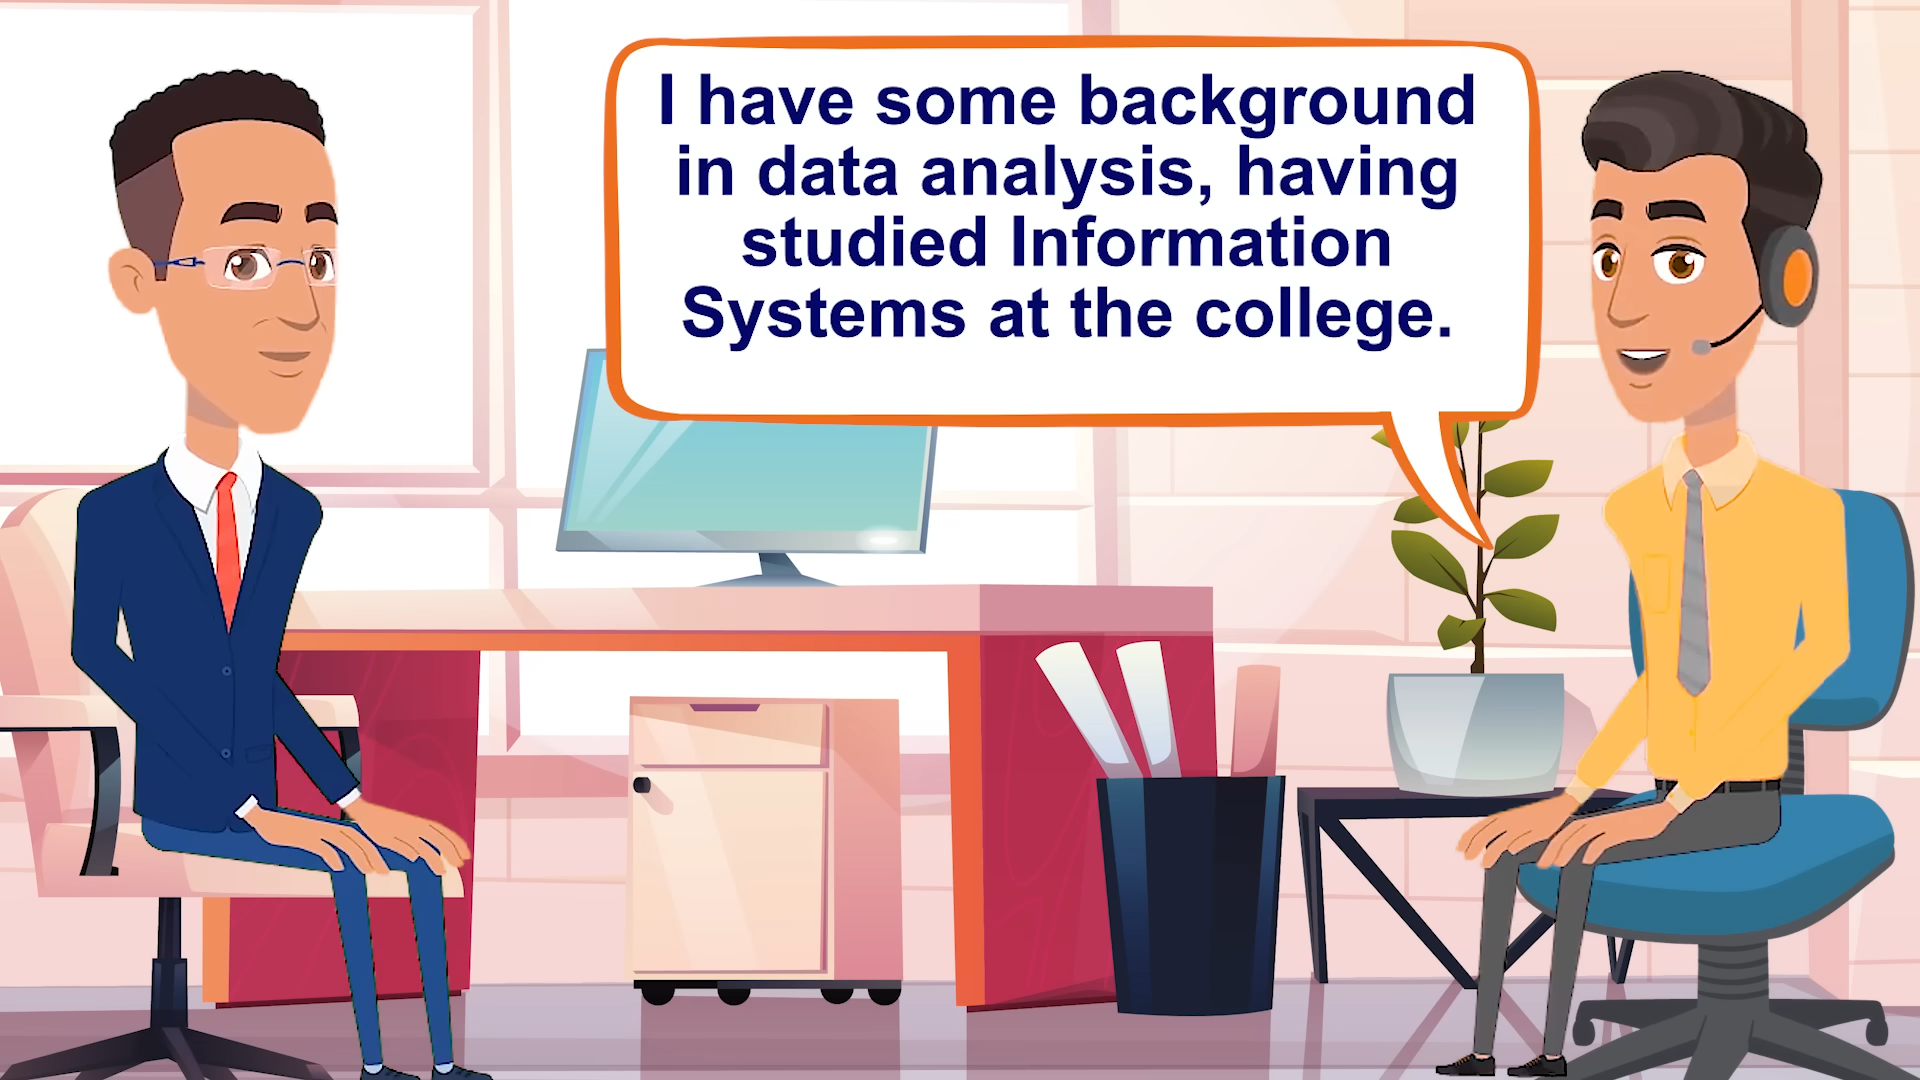 I have some background
in data analysis, having
studied Information
Systems at the college.